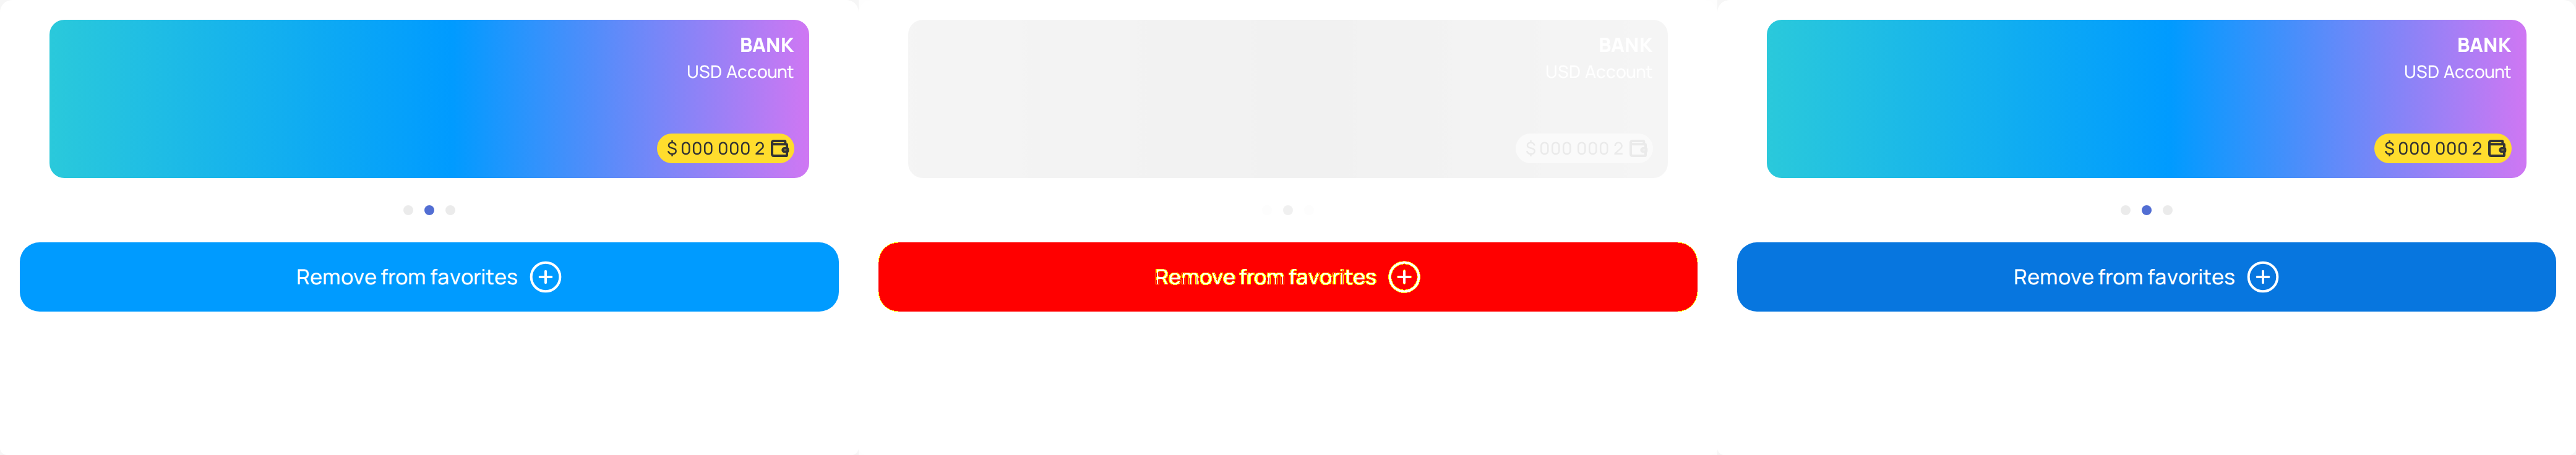 BANK
USD Account
$ 000 000 2
Remove from favorites
BANK
USD Account
$ 000 000 2
Remove from favorites
BANK
USD Account
$ 000 000 2
Remove from favorites